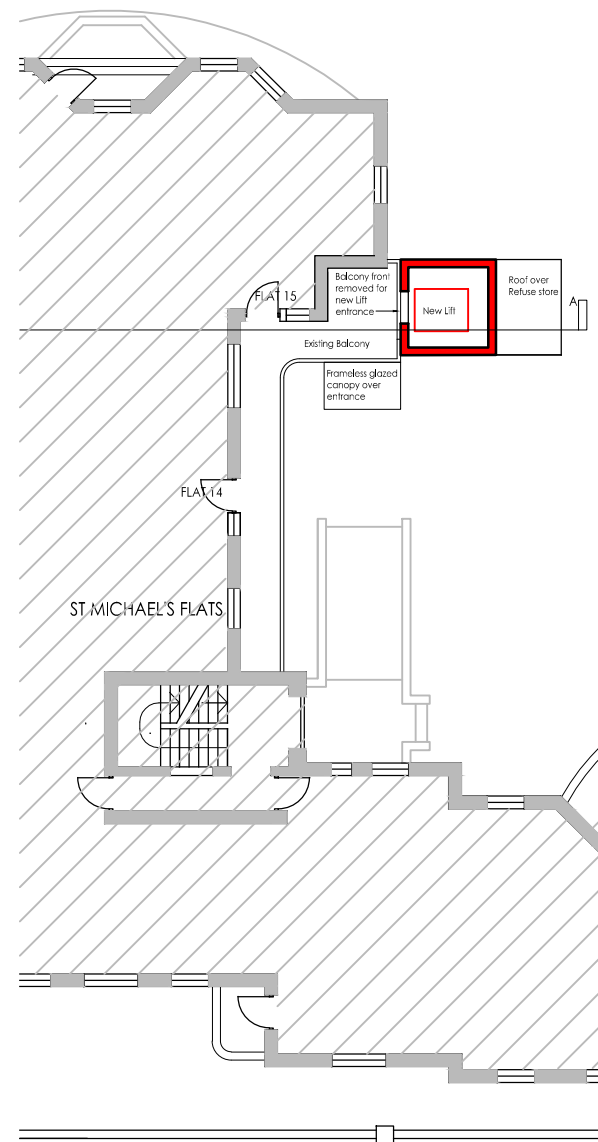 Balcony front
removed for
new Lift
entrance
FLAT 15
New Lift
Roof over
Refuse store
A
Existing Balcony
Frameless glazed
canopy over
entrance
FLAT 14
ST MICHAEL'S FLATS